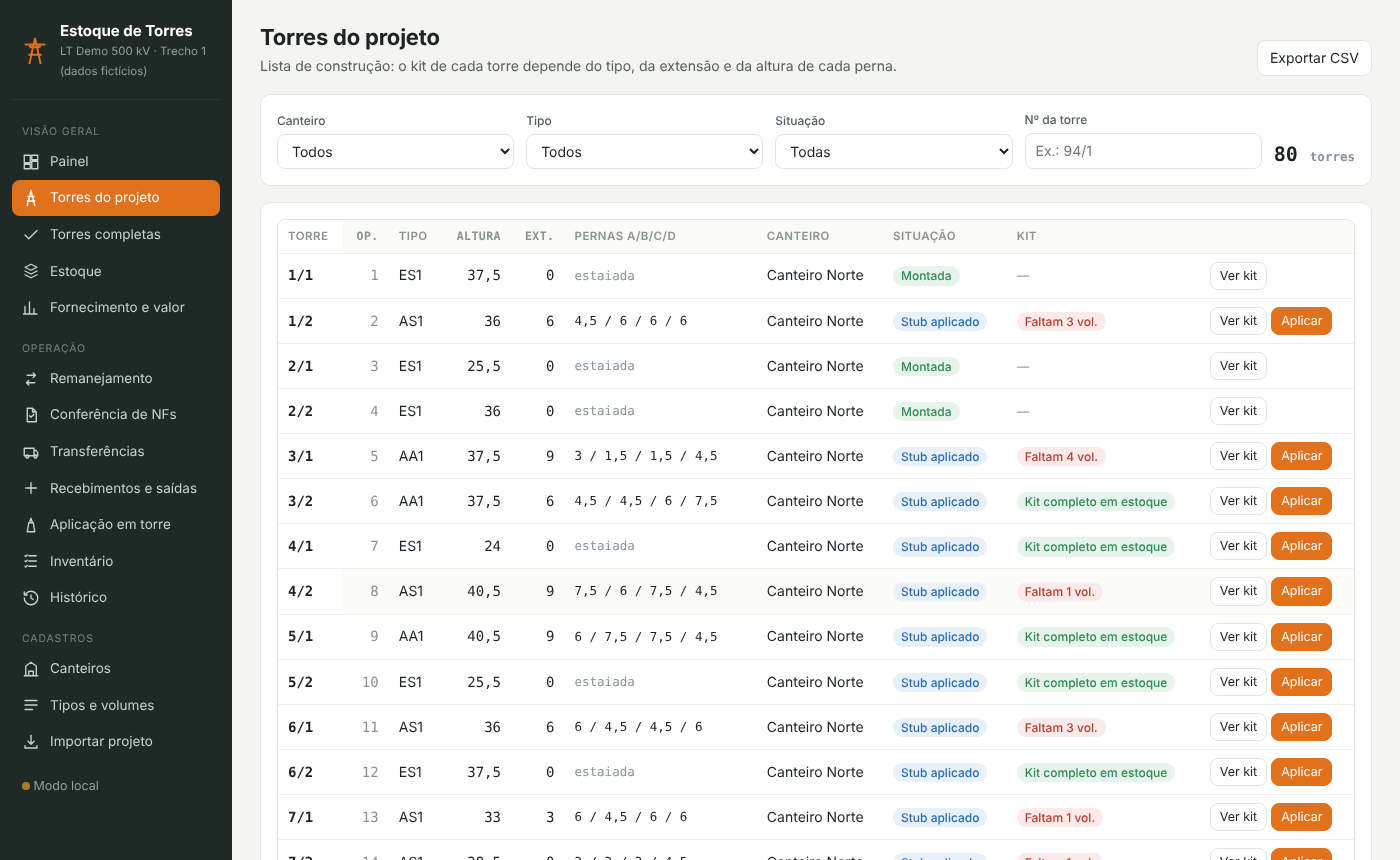 Estoque de Torres
LT Demo 500 kV · Trecho 1
(dados fictícios)
VISÃO GERAL
Painel
Torres do projeto
Torres completas
Estoque
Fornecimento e valor
OPERAÇÃO
Remanejamento
Conferência de NFs
Transferências
Recebimentos e saídas
Aplicação em torre
Inventário
Histórico
CADASTROS
Canteiros
Tipos e volumes
Importar projeto
Modo local
Torres do projeto
Lista de construção: o kit de cada torre depende do tipo, da extensão e da altura de cada perna.
Exportar CSV
Canteiro Tipo Situação Nº da torre
Todos Todos Todas Ex.: 94/1 80 torres
TORRE OP. TIPO ALTURA EXT. PERNAS A/B/C/D CANTEIRO SITUAÇÃO KIT
1/1 1 ES1 37,5 0 estaiada Canteiro Norte Montada — Ver kit
1/2 2 AS1 36 6 4,5 / 6 / 6 / 6 Canteiro Norte Stub aplicado Faltam 3 vol. Ver kit Aplicar
2/1 3 ES1 25,5 0 estaiada Canteiro Norte Montada — Ver kit
2/2 4 ES1 36 0 estaiada Canteiro Norte Montada — Ver kit
3/1 5 AA1 37,5 9 3 / 1,5 / 1,5 / 4,5 Canteiro Norte Stub aplicado Faltam 4 vol. Ver kit Aplicar
3/2 6 AA1 37,5 6 4,5 / 4,5 / 6 / 7,5 Canteiro Norte Stub aplicado Kit completo em estoque Ver kit Aplicar
4/1 7 ES1 24 0 estaiada Canteiro Norte Stub aplicado Kit completo em estoque Ver kit Aplicar
4/2 8 AS1 40,5 9 7,5 / 6 / 7,5 / 4,5 Canteiro Norte Stub aplicado Faltam 1 vol. Ver kit Aplicar
5/1 9 AA1 40,5 9 6 / 7,5 / 7,5 / 4,5 Canteiro Norte Stub aplicado Kit completo em estoque Ver kit Aplicar
5/2 10 ES1 25,5 0 estaiada Canteiro Norte Stub aplicado Kit completo em estoque Ver kit Aplicar
6/1 11 AS1 36 6 6 / 4,5 / 4,5 / 6 Canteiro Norte Stub aplicado Faltam 3 vol. Ver kit Aplicar
6/2 12 ES1 37,5 0 estaiada Canteiro Norte Stub aplicado Kit completo em estoque Ver kit Aplicar
7/1 13 AS1 33 3 6 / 4,5 / 6 / 6 Canteiro Norte Stub aplicado Faltam 1 vol. Ver kit Aplicar